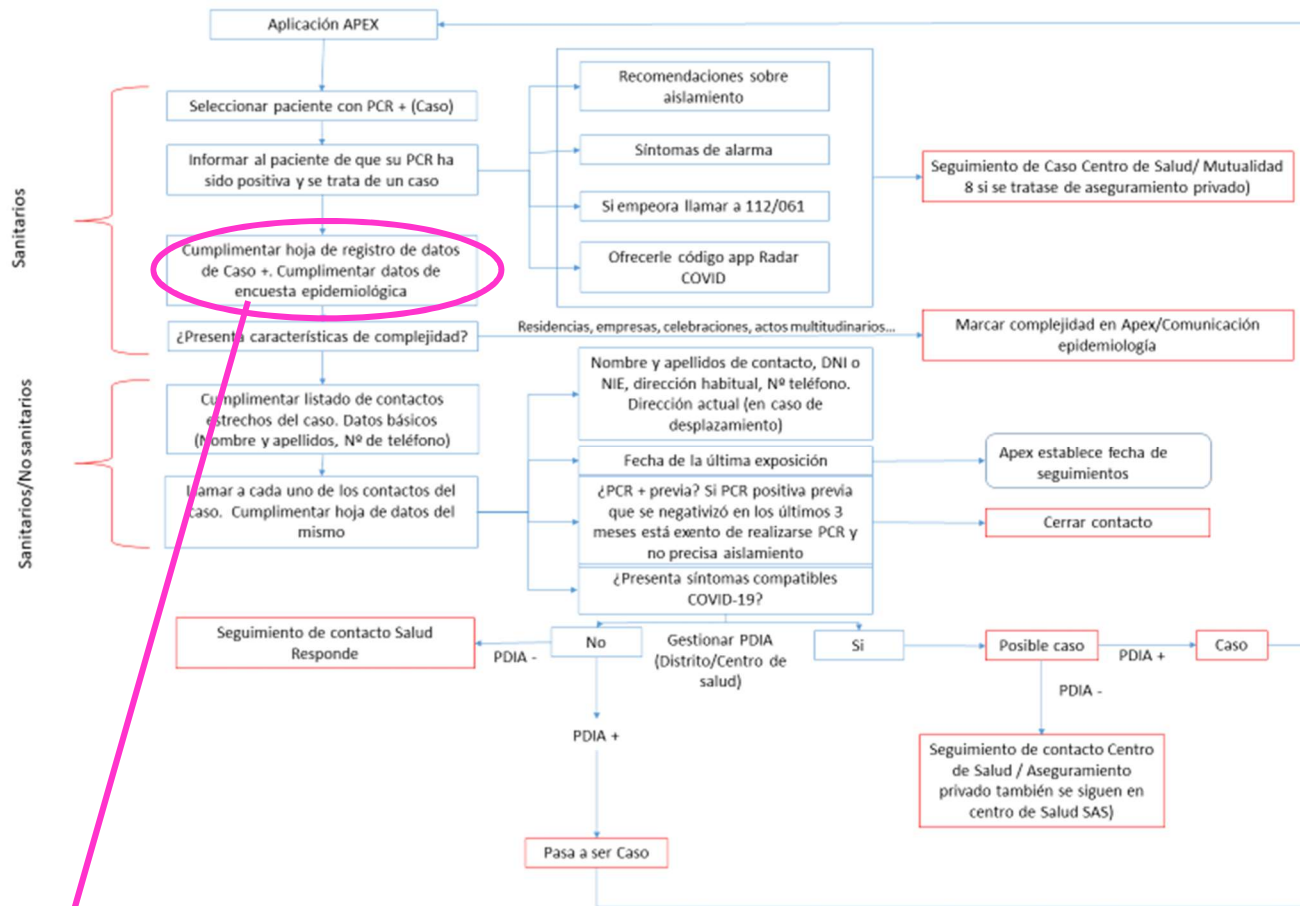 Aplicación APEX
Seleccionar paciente con PCR + (Caso)
Informar al paciente de que su PCR ha
sido positiva y se trata de un caso
Cumplimentar hoja de registro de datos
de Caso +. Cumplimentar datos de
encuesta epidemiológica
¿Presenta características de complejidad?
Sanitarios
Recomendaciones sobre
aislamiento
Síntomas de alarma
Si empeora llamar a 112/061
Ofrecerle código app Radar
COVID
Seguimiento de Caso Centro de Salud/ Mutualidad
8 si se tratase de aseguramiento privado)
Residencias, empresas, celebraciones, actos multitudinarios...
Marcar complejidad en Apex/Comunicación
epidemiología
Sanitarios/No sanitarios
Cumplimentar listado de contactos
estrechos del caso. Datos básicos
(Nombre y apellidos, Nº de teléfono)
Llamar a cada uno de los contactos del
caso. Cumplimentar hoja de datos del
mismo
Nombre y apellidos de contacto, DNI o
NIE, dirección habitual, Nº teléfono.
Dirección actual (en caso de
desplazamiento)
Fecha de la última exposición
Apex establece fecha de
seguimientos
¿PCR + previa? Si PCR positiva previa
que se negativizó en los últimos 3
meses está exento de realizarse PCR y
no precisa aislamiento
Cerrar contacto
¿Presenta síntomas compatibles
COVID-19?
Seguimiento de contacto Salud
Responde
PDIA -
No
Gestionar PDIA
(Distrito/Centro de
salud)
Si
Posible caso
PDIA +
Caso
PDIA -
PDIA +
Seguimiento de contacto Centro
de Salud / Aseguramiento
privado también se siguen en
centro de Salud SAS)
Pasa a ser Caso